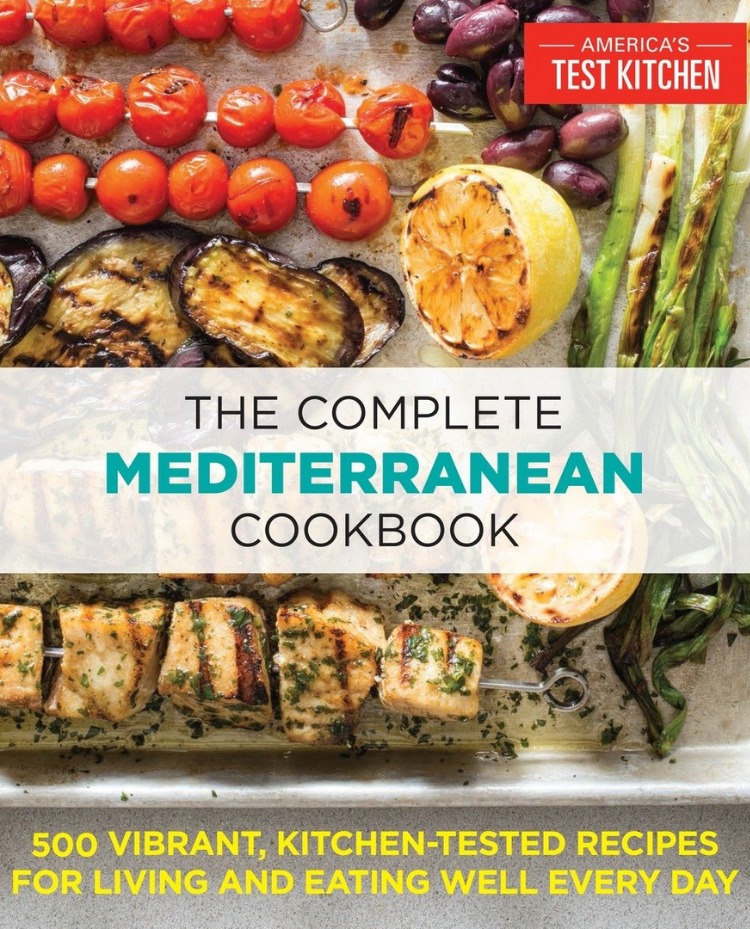 AMERICA'S
TEST KITCHEN
THE COMPLETE
MEDITERRANEAN
COOKBOOK
500 VIBRANT, KITCHEN-TESTED RECIPES
FOR LIVING AND EATING WELL EVERY DAY